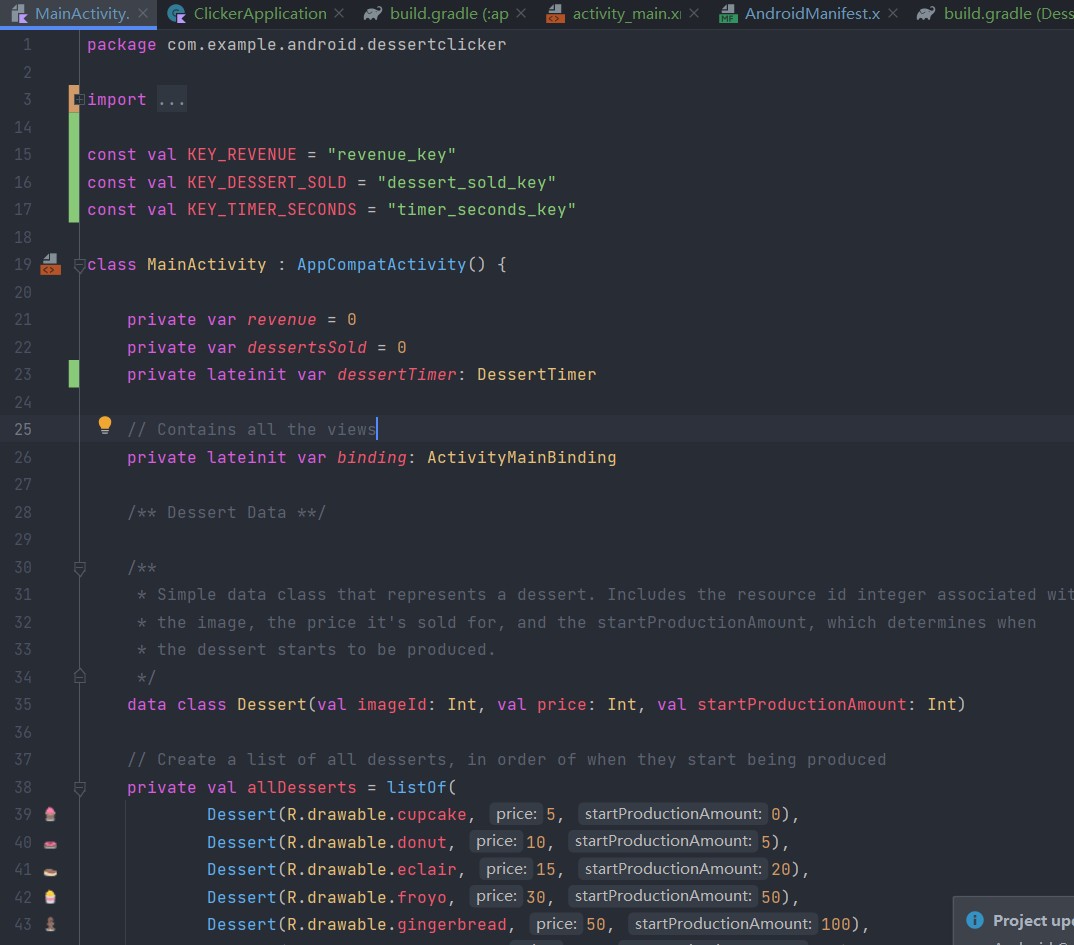 MainActivity. ClickerApplication build.gradle (:ap activity_main.x AndroidManifest.x build.gradle (Dess
1 package com.example.android.dessertclicker
2
3 import ...
14
15 const val KEY_REVENUE = "revenue_key"
16 const val KEY_DESSERT_SOLD = "dessert_sold_key"
17 const val KEY_TIMER_SECONDS = "timer_seconds_key"
18
19 class MainActivity : AppCompatActivity() {
20
21 private var revenue = 0
22 private var dessertsSold = 0
23 private lateinit var dessertTimer: DessertTimer
24
25 // Contains all the views
26 private lateinit var binding: ActivityMainBinding
27
28 /** Dessert Data **/
29
30 /**
31 * Simple data class that represents a dessert. Includes the resource id integer associated wit
32 * the image, the price it's sold for, and the startProductionAmount, which determines when
33 * the dessert starts to be produced.
34 */
35 data class Dessert(val imageId: Int, val price: Int, val startProductionAmount: Int)
36
37 // Create a list of all desserts, in order of when they start being produced
38 private val allDesserts = listOf(
39 Dessert(R.drawable.cupcake, price: 5, startProductionAmount: 0),
40 Dessert(R.drawable.donut, price: 10, startProductionAmount: 5),
41 Dessert(R.drawable.eclair, price: 15, startProductionAmount: 20),
42 Dessert(R.drawable.froyo, price: 30, startProductionAmount: 50),
43 Dessert(R.drawable.gingerbread, price: 50, startProductionAmount: 100),
Project upd